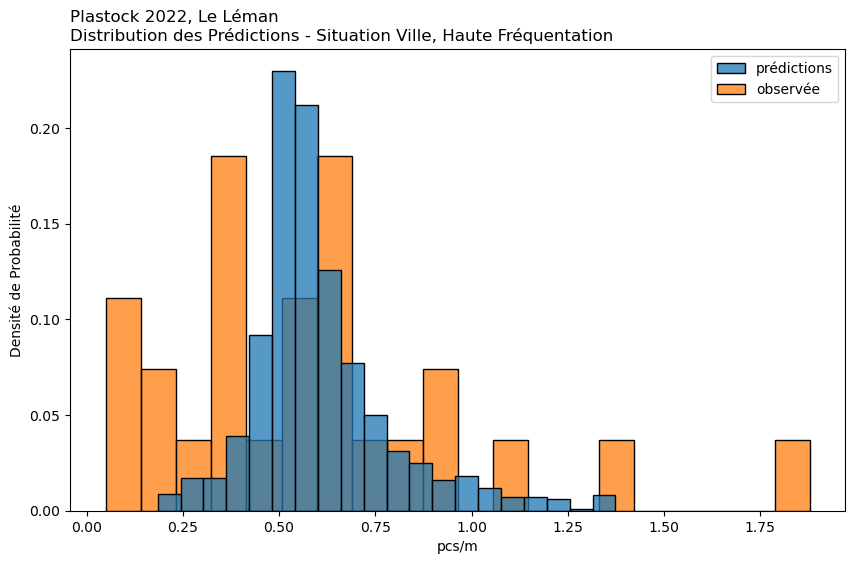 Plastock 2022, Le Léman
Distribution des Prédictions - Situation Ville, Haute Fréquentation
prédictions
observée
Densité de Probabilité
0.20
0.15
0.10
0.05
0.00
0.00 0.25 0.50 0.75 1.00 1.25 1.50 1.75
pcs/m